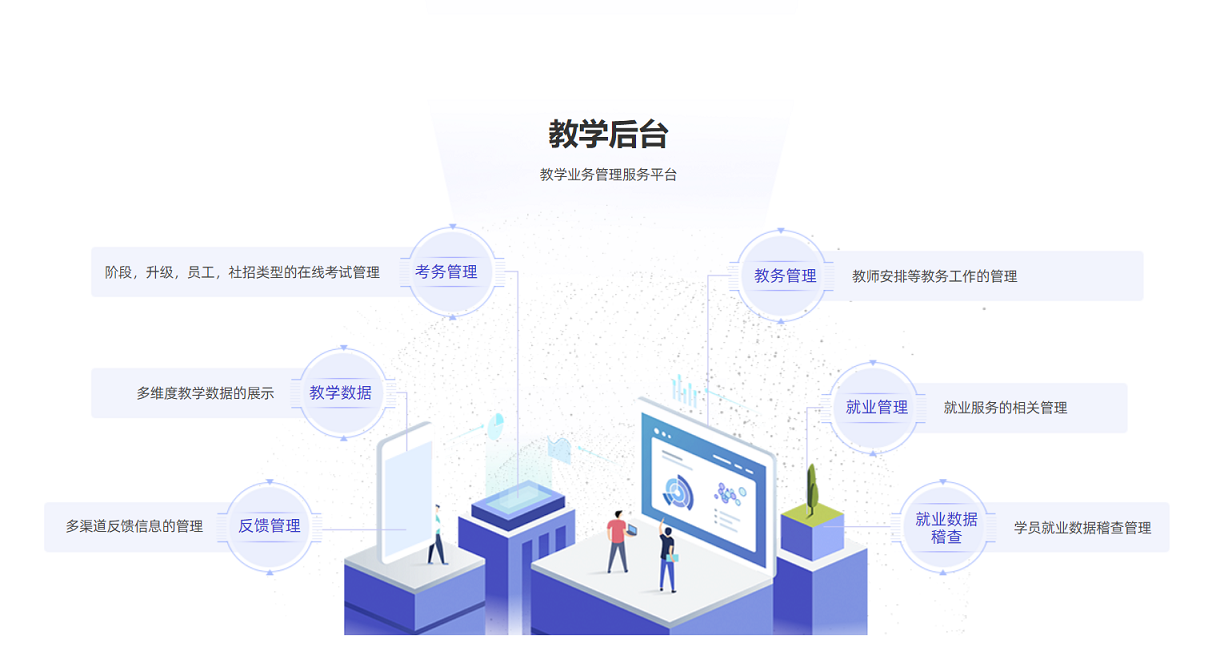 教学后台
教学业务管理服务平台
阶段，升级，员工，社招类型的在线考试管理
考务管理
教务管理
教师安排等教务工作的管理
多维度教学数据的展示
教学数据
就业管理
就业服务的相关管理
多渠道反馈信息的管理
反馈管理
就业数据
稽查
学员就业数据稽查管理